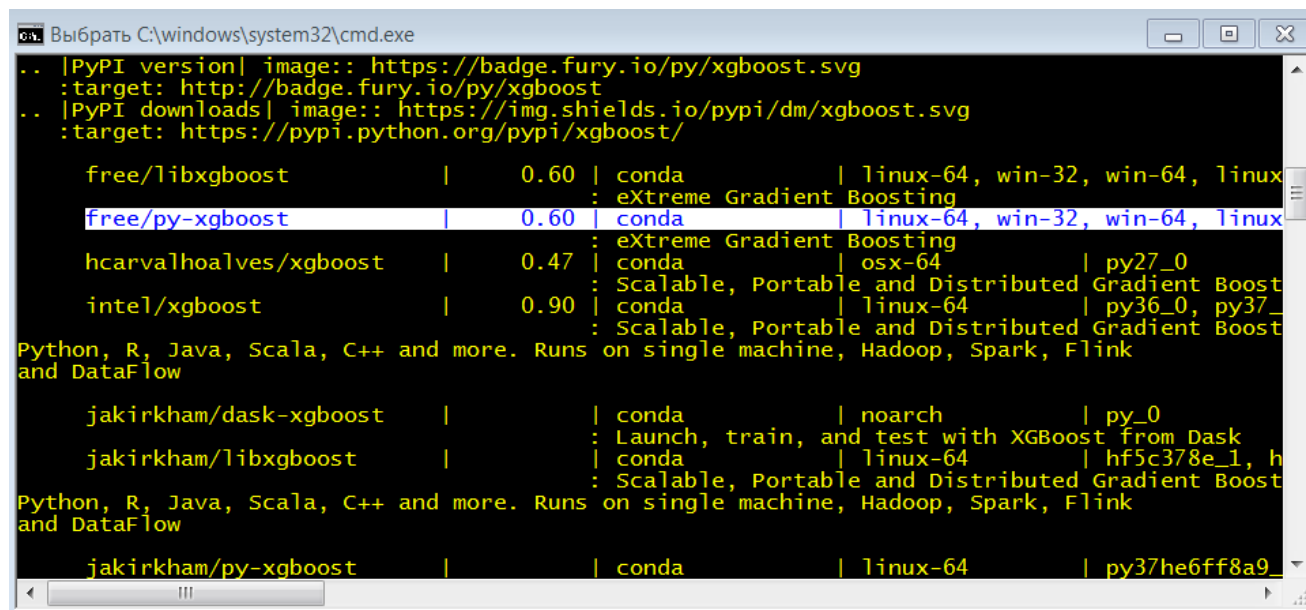 Выбрать C:\windows\system32\cmd.exe
.. |PyPI version| image:: https://badge.fury.io/py/xgboost.svg
:target: http://badge.fury.io/py/xgboost
.. |PyPI downloads| image:: https://img.shields.io/pypi/dm/xgboost.svg
:target: https://pypi.python.org/pypi/xgboost/
free/libxgboost | 0.60 | conda | linux-64, win-32, win-64, linux
: eXtreme Gradient Boosting
free/py-xgboost | 0.60 | conda | linux-64, win-32, win-64, linux
: eXtreme Gradient Boosting
hcarvalhoalves/xgboost | 0.47 | conda | osx-64 | py27_0
: Scalable, Portable and Distributed Gradient Boost
intel/xgboost | 0.90 | conda | linux-64 | py36_0, py37_
: Scalable, Portable and Distributed Gradient Boost
Python, R, Java, Scala, C++ and more. Runs on single machine, Hadoop, Spark, Flink
and DataFlow
jakirkham/dask-xgboost | | conda | noarch | py_0
: Launch, train, and test with XGBoost from Dask
jakirkham/libxgboost | | conda | linux-64 | hf5c378e_1, h
: Scalable, Portable and Distributed Gradient Boost
Python, R, Java, Scala, C++ and more. Runs on single machine, Hadoop, Spark, Flink
and DataFlow
jakirkham/py-xgboost | | conda | linux-64 | py37he6ff8a9_